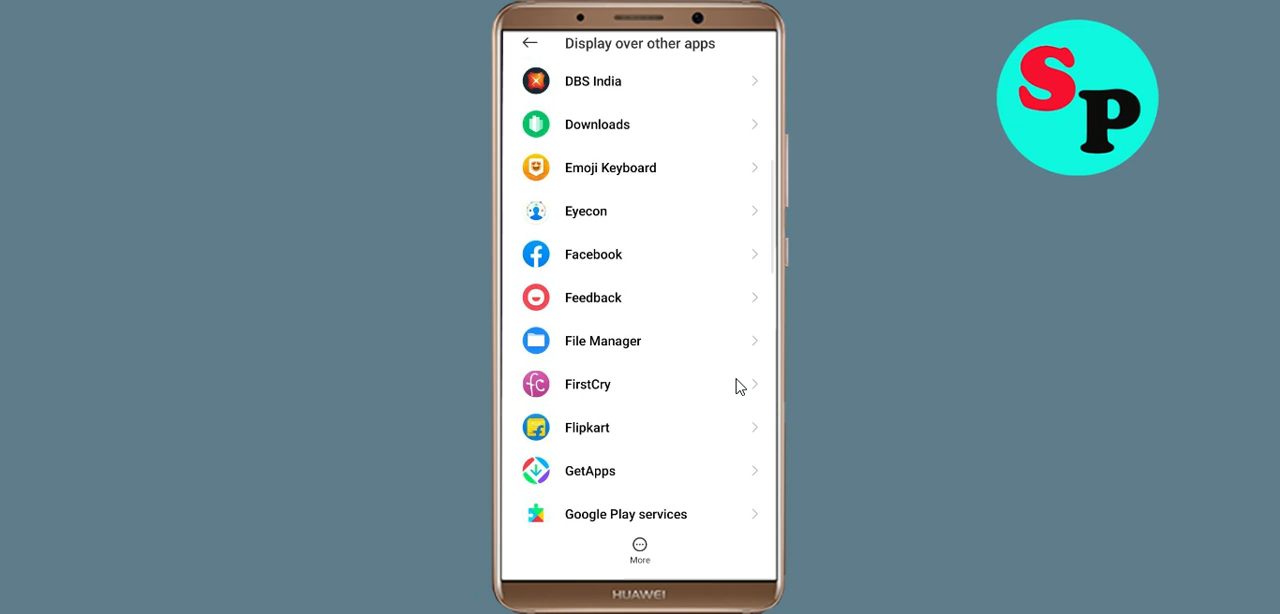 Display over other apps
DBS India
Downloads
Emoji Keyboard
Eyecon
Facebook
Feedback
File Manager
FirstCry
fc
Flipkart
GetApps
Google Play services
More
HUAWEI
SP